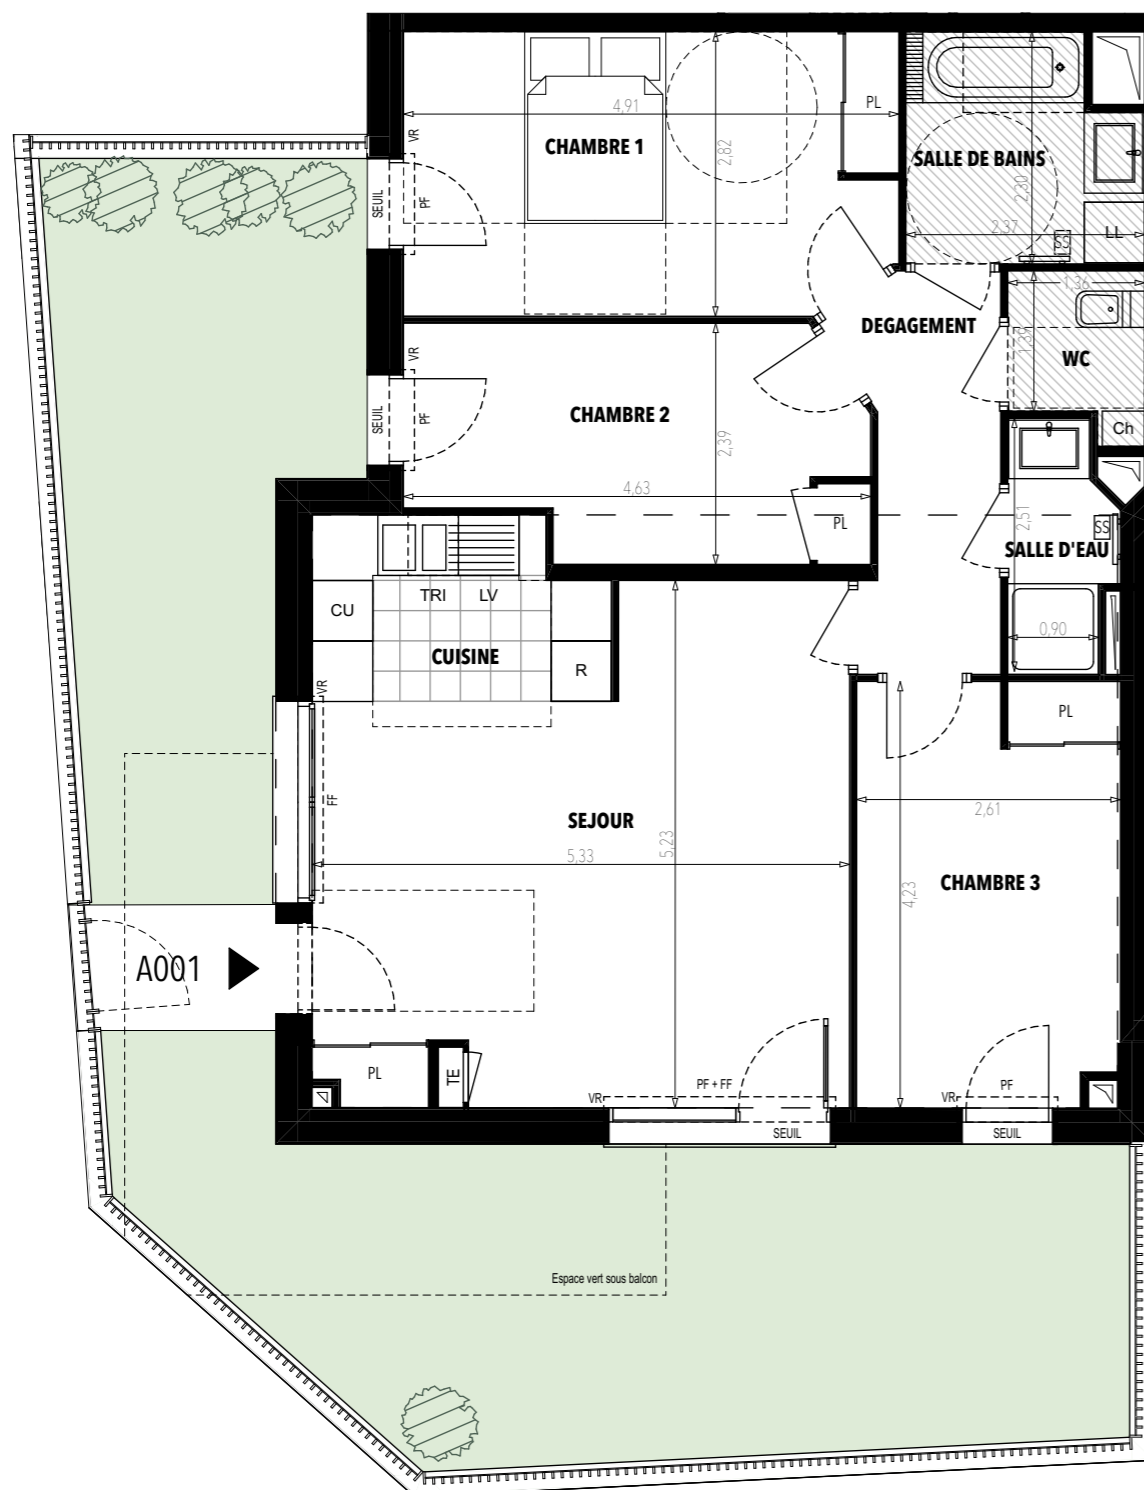 4,91
PL
CHAMBRE 1
2,82
VR
SEUIL
PF
SALLE DE BAINS
2,30
2,37
SS
LL
1,36
DEGAGEMENT
1,39
WC
Ch
VR
SEUIL
PF
CHAMBRE 2
2,39
4,63
PL
2,51
SS
SALLE D'EAU
0,90
CU
TRI
LV
CUISINE
R
VR
FF
SEJOUR
5,33
5,23
PL
2,61
CHAMBRE 3
4,23
A001
PL
TE
VR
PF + FF
SEUIL
VR
PF
SEUIL
Espace vert sous balcon